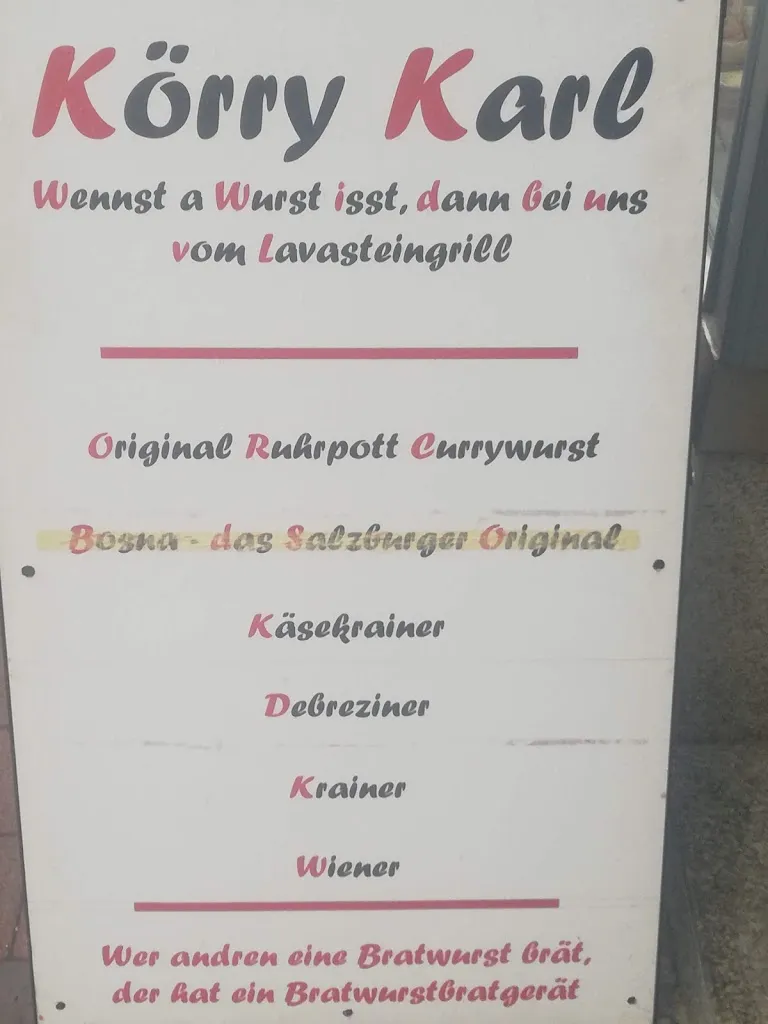 Körry Karl
Wennst a Wurst isst, dann bei uns
vom Lavasteingrill
Original Ruhrpott Currywurst
Bosna - das Salzburger Original
Käsekrainer
Debreziner
Krainer
Wiener
Wer andren eine Bratwurst brät,
der hat ein Bratwurstbratgerät